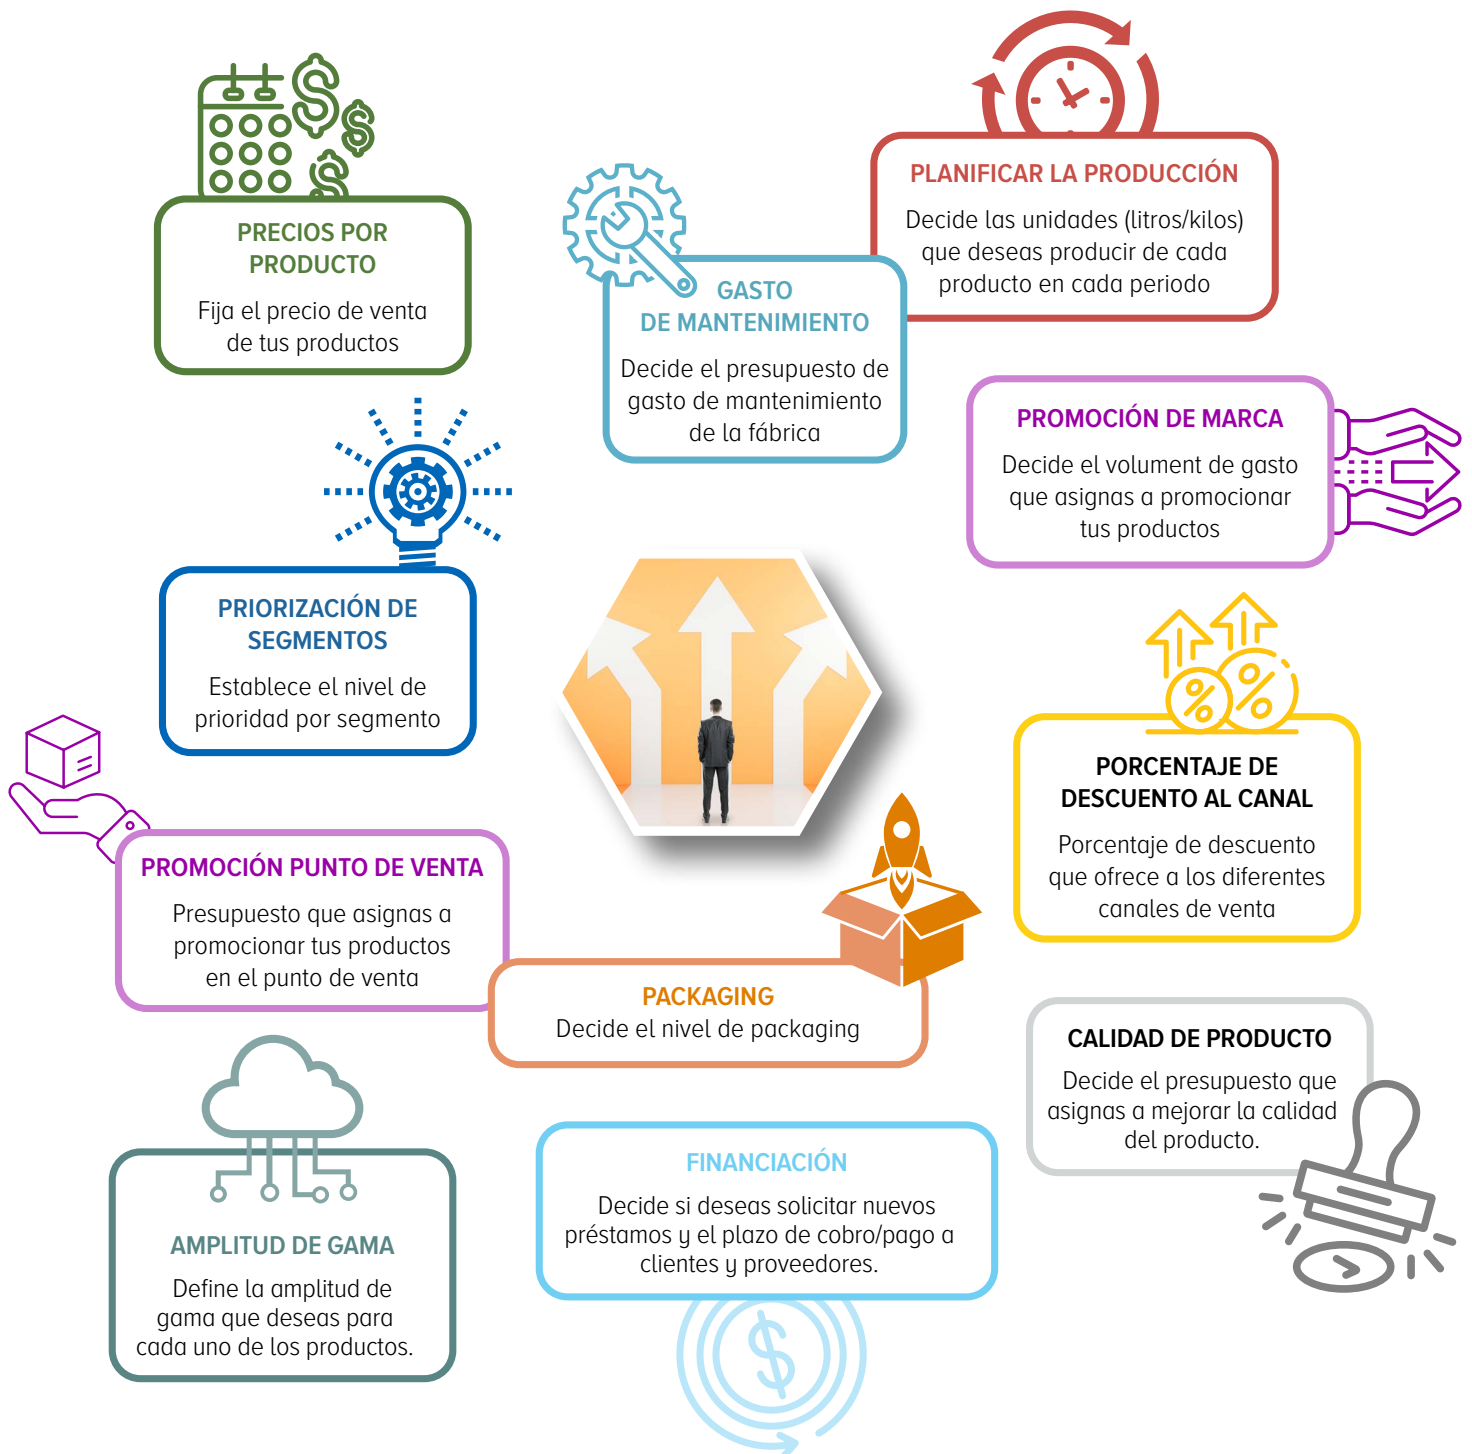 PRECIOS POR
PRODUCTO
Fija el precio de venta
de tus productos
GASTO
DE MANTENIMIENTO
Decide el presupuesto de
gasto de mantenimiento
de la fábrica
PLANIFICAR LA PRODUCCIÓN
Decide las unidades (litros/kilos)
que deseas producir de cada
producto en cada periodo
PROMOCIÓN DE MARCA
Decide el volument de gasto
que asignas a promocionar
tus productos
PRIORIZACIÓN DE
SEGMENTOS
Establece el nivel de
prioridad por segmento
PORCENTAJE DE
DESCUENTO AL CANAL
Porcentaje de descuento
que ofrece a los diferentes
canales de venta
PROMOCIÓN PUNTO DE VENTA
Presupuesto que asignas a
promocionar tus productos
en el punto de venta
PACKAGING
Decide el nivel de packaging
CALIDAD DE PRODUCTO
Decide el presupuesto que
asignas a mejorar la calidad
del producto.
AMPLITUD DE GAMA
Define la amplitud de
gama que deseas para
cada uno de los productos.
FINANCIACIÓN
Decide si deseas solicitar nuevos
préstamos y el plazo de cobro/pago a
clientes y proveedores.